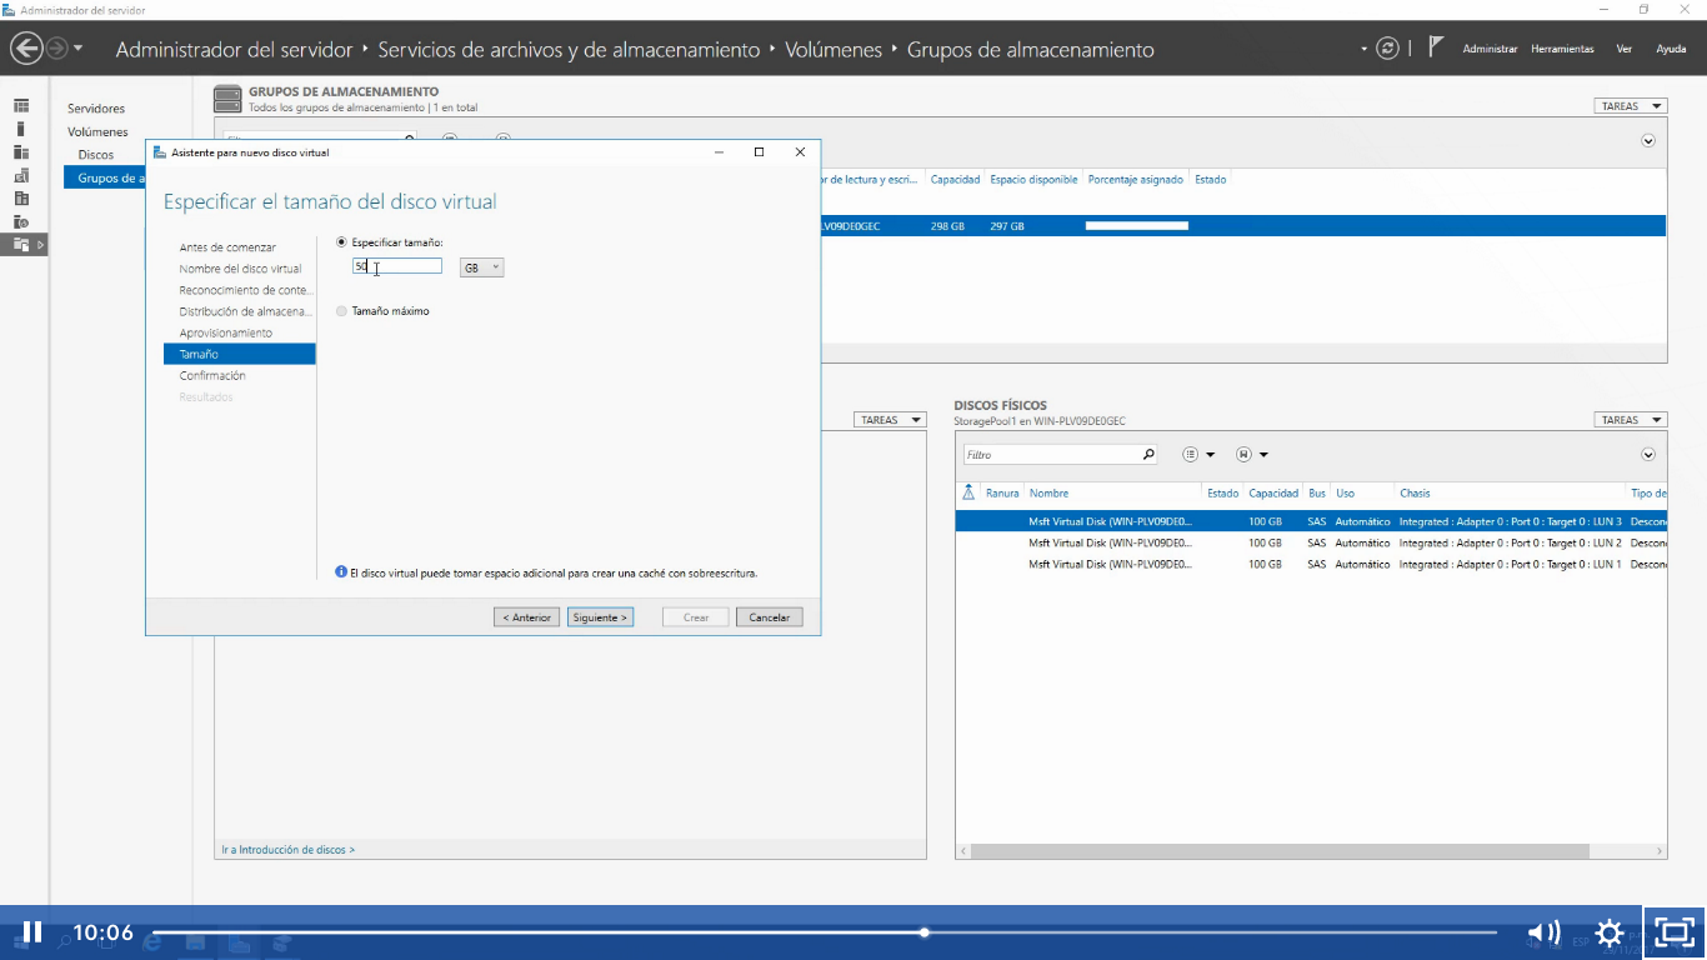 Administrador del servidor
Administrador del servidor ‣ Servicios de archivos y de almacenamiento ‣ Volúmenes ‣ Grupos de almacenamiento
Administrar Herramientas Ver Ayuda
Servidores
Volúmenes
Discos
Grupos de a
GRUPOS DE ALMACENAMIENTO
Todos los grupos de almacenamiento | 1 en total
TAREAS
or de lectura y escri... Capacidad Espacio disponible Porcentaje asignado Estado
LV09DE0GEC 298 GB 297 GB
Asistente para nuevo disco virtual
Especificar el tamaño del disco virtual
Antes de comenzar
Nombre del disco virtual
Reconocimiento de conte...
Distribución de almacena...
Aprovisionamiento
Tamaño
Confirmación
Resultados
Especificar tamaño:
50 GB
Tamaño máximo
El disco virtual puede tomar espacio adicional para crear una caché con sobreescritura.
< Anterior Siguiente > Crear Cancelar
TAREAS
Ir a Introducción de discos >
DISCOS FÍSICOS
StoragePool1 en WIN-PLV09DE0GEC
TAREAS
Filtro
Ranura Nombre Estado Capacidad Bus Uso Chasis Tipo de
Msft Virtual Disk (WIN-PLV09DE0... 100 GB SAS Automático Integrated : Adapter 0 : Port 0 : Target 0 : LUN 3 Descon
Msft Virtual Disk (WIN-PLV09DE0... 100 GB SAS Automático Integrated : Adapter 0 : Port 0 : Target 0 : LUN 2 Descon
Msft Virtual Disk (WIN-PLV09DE0... 100 GB SAS Automático Integrated : Adapter 0 : Port 0 : Target 0 : LUN 1 Descon
10:06
ESP